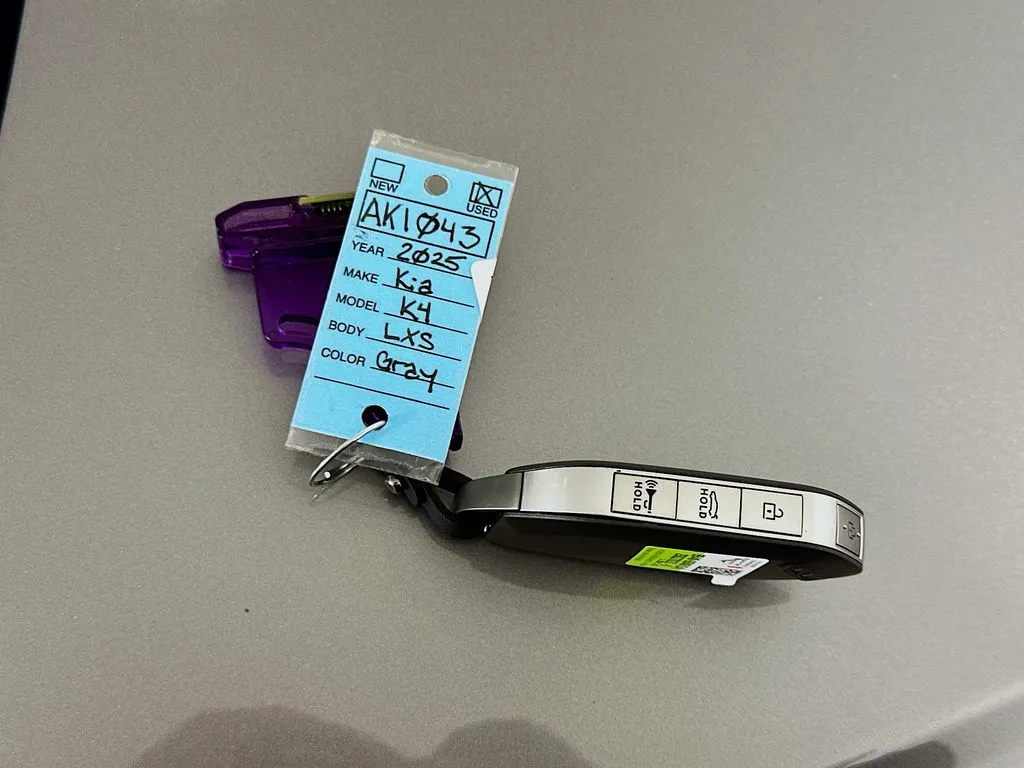 NEW
USED
AK1Ø43
YEAR 2Ø25
MAKE Kia
MODEL K4
BODY LXS
COLOR Gray
HOLD
HOLD